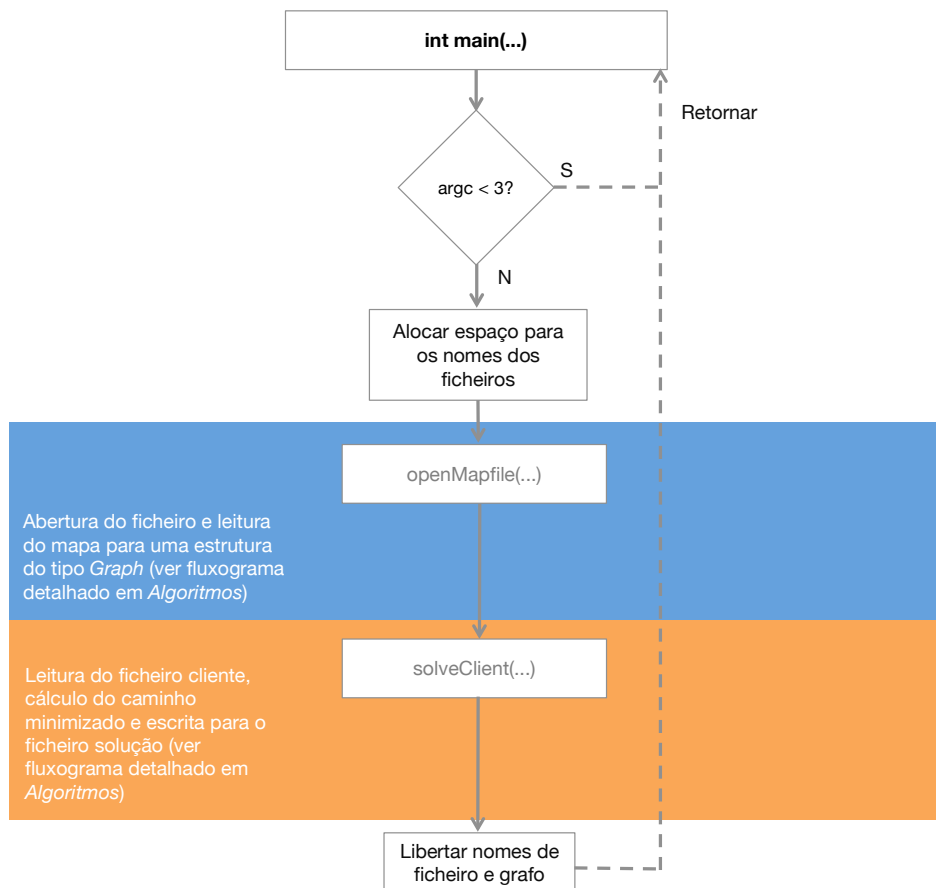 int main(...)
Retornar
argc < 3?
S
N
Alocar espaço para
os nomes dos
ficheiros
openMapfile(...)
Abertura do ficheiro e leitura
do mapa para uma estrutura
do tipo Graph (ver fluxograma
detalhado em Algoritmos)
solveClient(...)
Leitura do ficheiro cliente,
cálculo do caminho
minimizado e escrita para o
ficheiro solução (ver
fluxograma detalhado em
Algoritmos)
Libertar nomes de
ficheiro e grafo